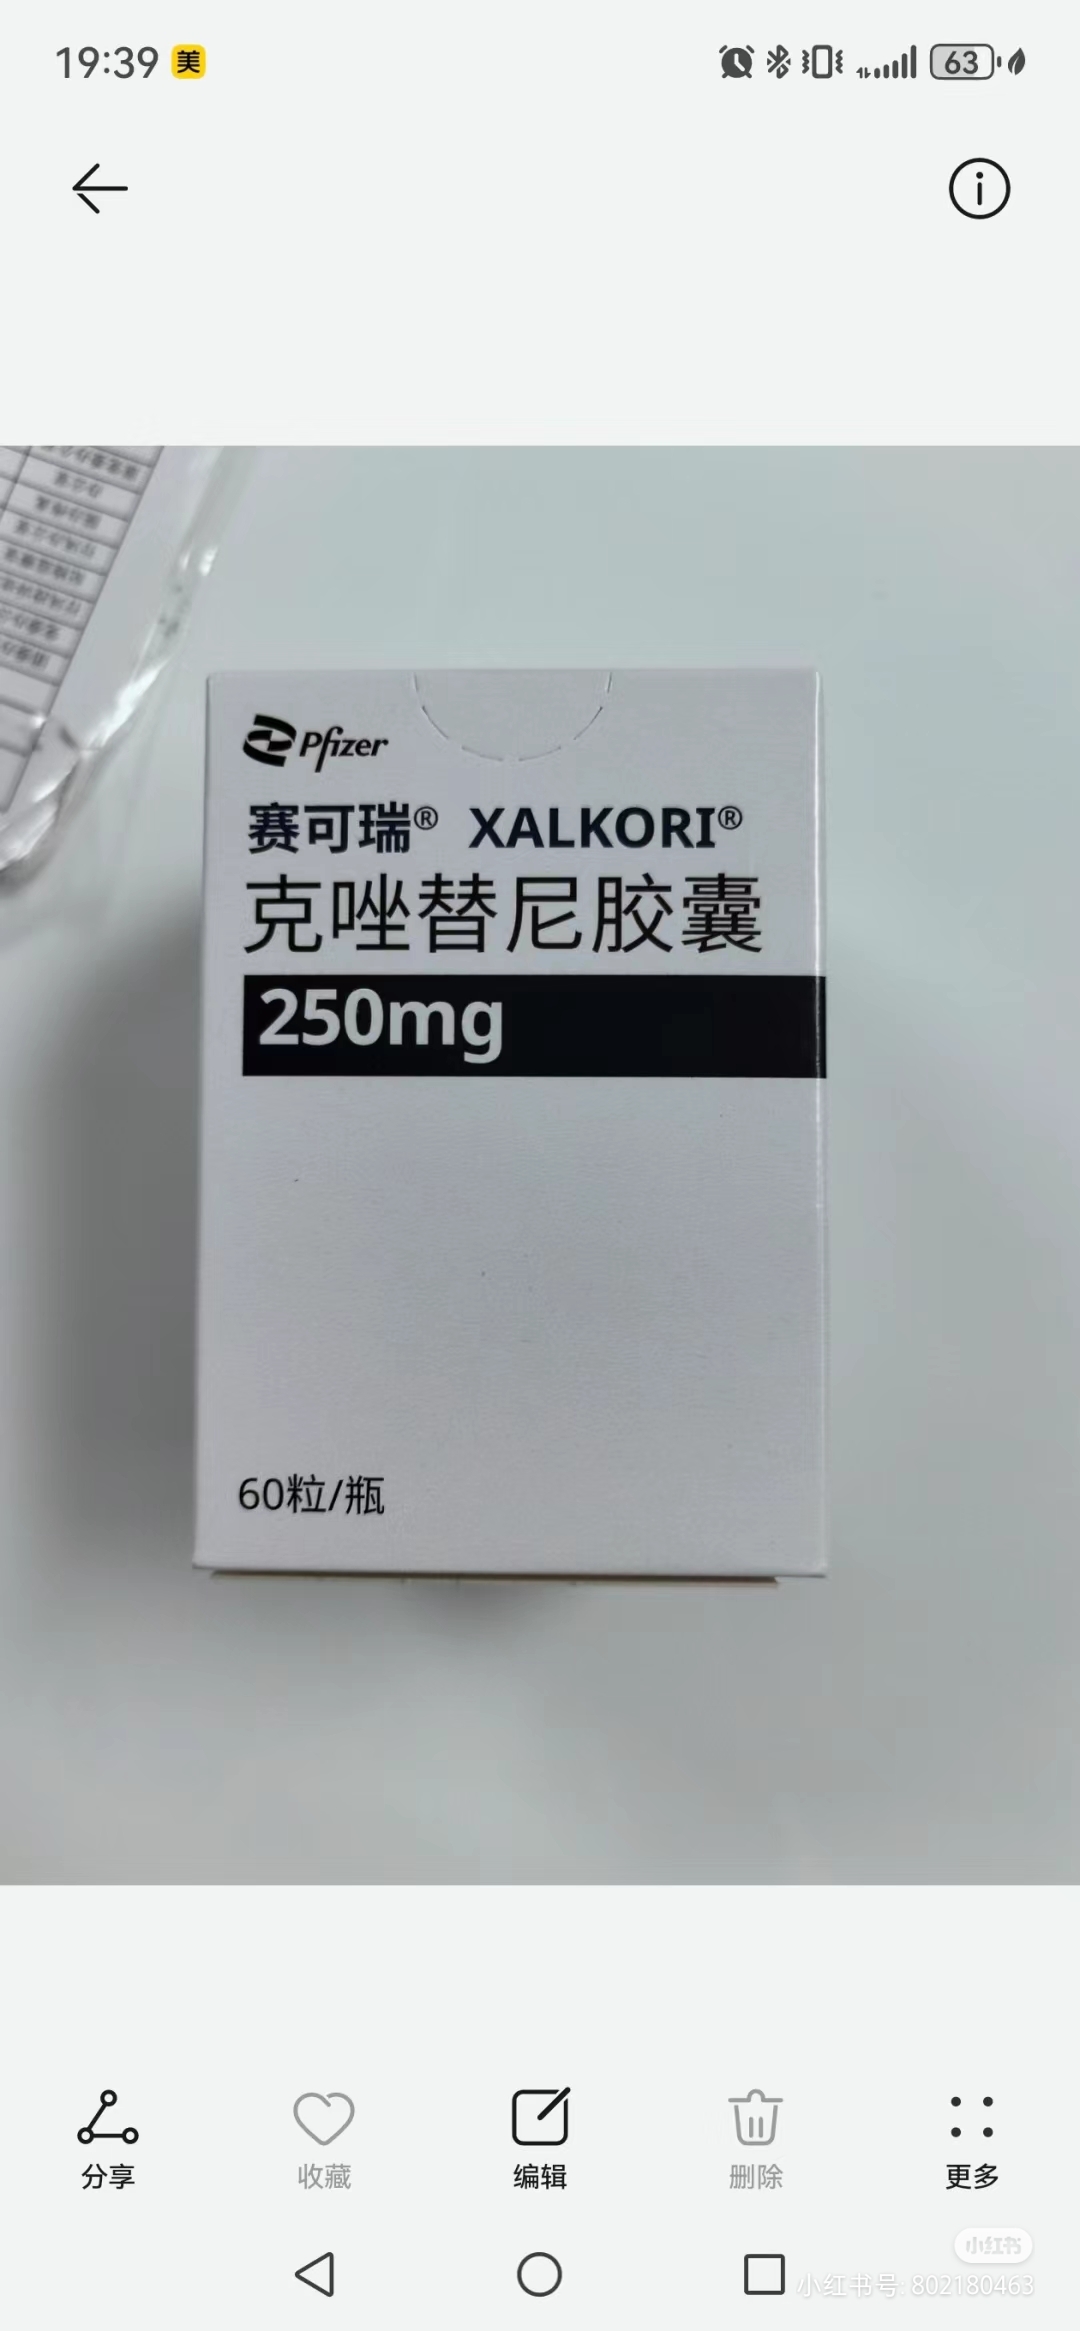 19:39 美
63
Pfizer
赛可瑞® XALKORI®
克唑替尼胶囊
250mg
60粒/瓶
分享 收藏 编辑 删除 更多
小红书
小红书号: 802180463